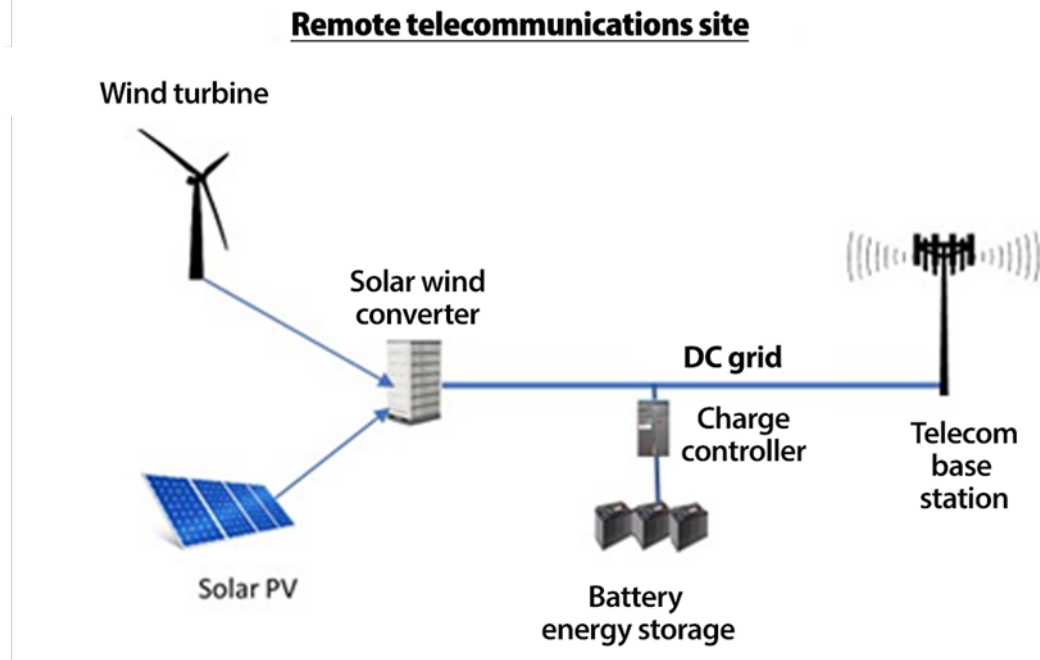 Remote telecommunications site
Wind turbine
Solar wind
converter
DC grid
Charge
controller
Telecom
base
station
Solar PV
Battery
energy storage